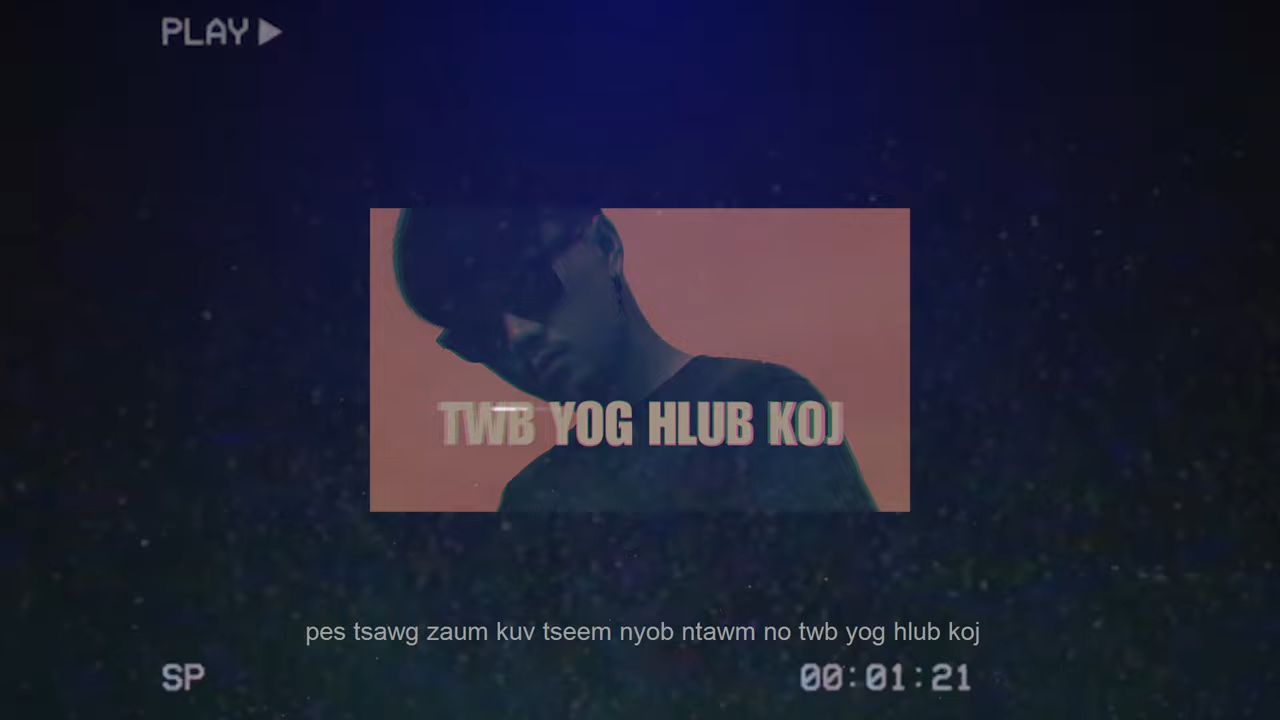 PLAY
TWB YOG HLUB KOJ
pes tsawg zaum kuv tseem nyob ntawm no twb yog hlub koj
SP
00:01:21